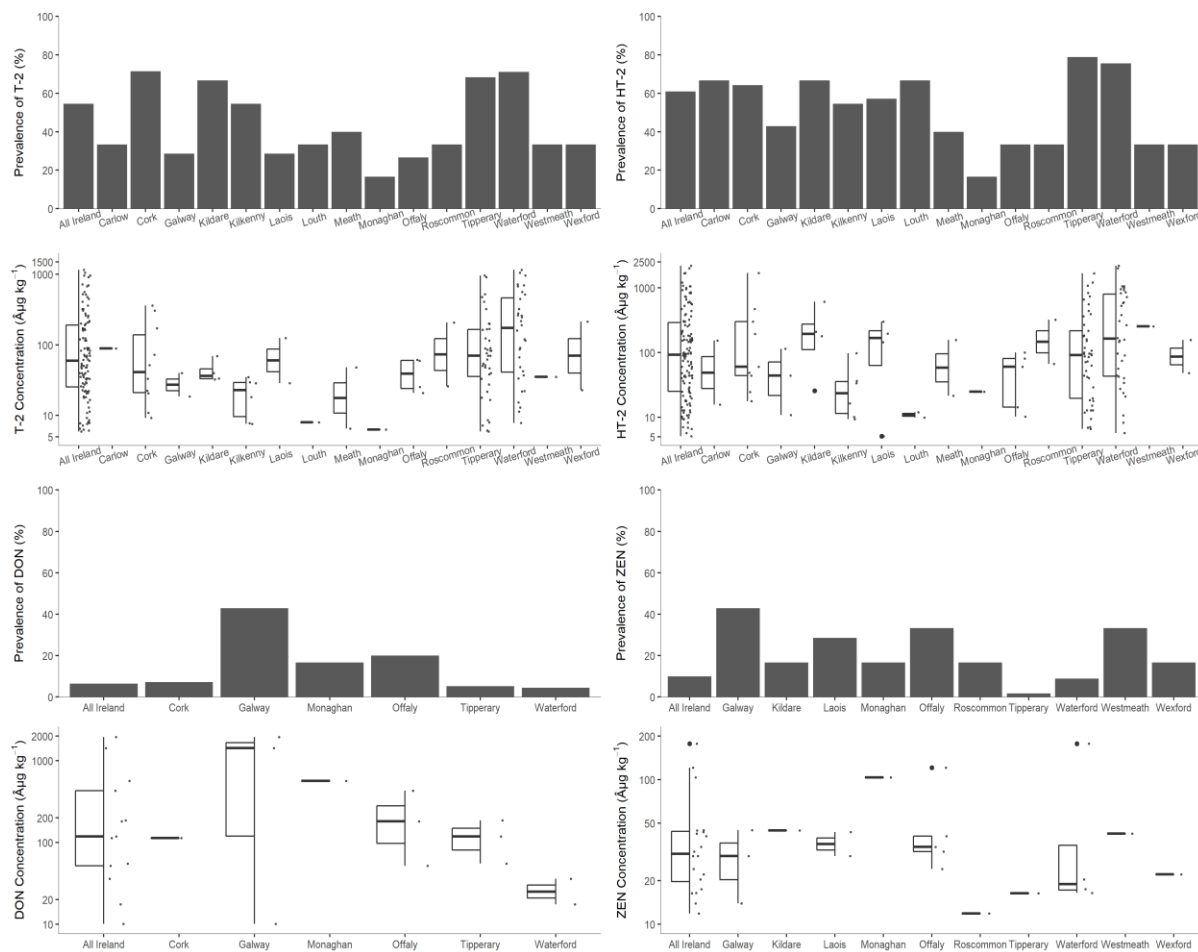 Prevalence of T-2 (%)
100
80
60
40
20
0
All Ireland Carlow Cork Galway Kildare Kilkenny Laois Louth Meath Monaghan Offaly Roscommon Tipperary Waterford Westmeath Wexford
Prevalence of HT-2 (%)
100
80
60
40
20
0
All Ireland Carlow Cork Galway Kildare Kilkenny Laois Louth Meath Monaghan Offaly Roscommon Tipperary Waterford Westmeath Wexford
T-2 Concentration (Âµg kg⁻¹)
1500
1000
100
10
5
All Ireland Carlow Cork Galway Kildare Kilkenny Laois Louth Meath Monaghan Offaly Roscommon Tipperary Waterford Westmeath Wexford
HT-2 Concentration (Âµg kg⁻¹)
2500
1000
100
10
5
All Ireland Carlow Cork Galway Kildare Kilkenny Laois Louth Meath Monaghan Offaly Roscommon Tipperary Waterford Westmeath Wexford
Prevalence of DON (%)
100
80
60
40
20
0
All Ireland Cork Galway Monaghan Offaly Tipperary Waterford
Prevalence of ZEN (%)
100
80
60
40
20
0
All Ireland Galway Kildare Laois Monaghan Offaly Roscommon Tipperary Waterford Westmeath Wexford
DON Concentration (Âµg kg⁻¹)
2000
1000
200
100
20
10
All Ireland Cork Galway Monaghan Offaly Tipperary Waterford
ZEN Concentration (Âµg kg⁻¹)
200
100
50
20
10
All Ireland Galway Kildare Laois Monaghan Offaly Roscommon Tipperary Waterford Westmeath Wexford